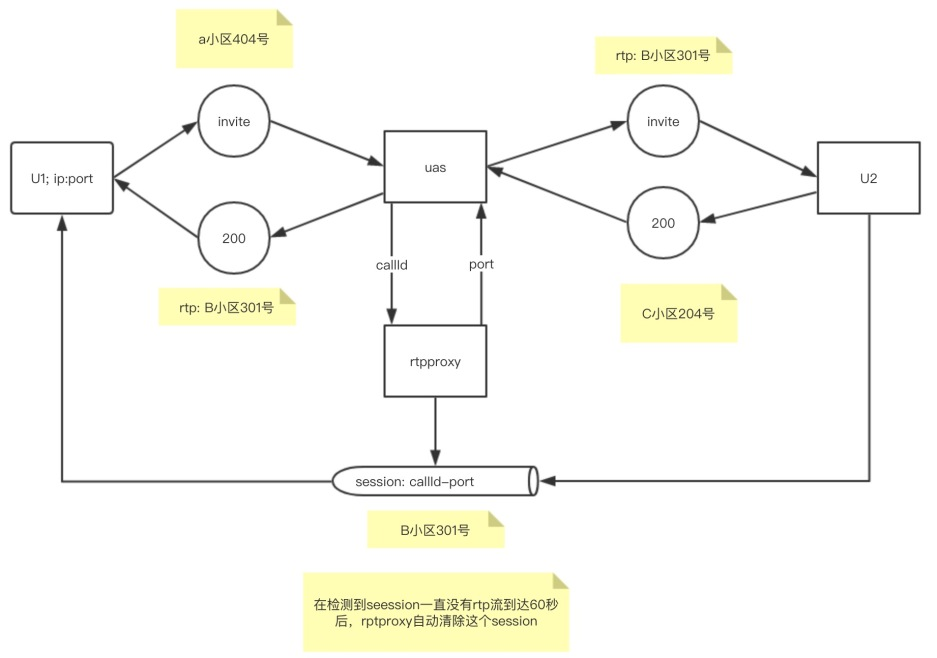 a小区404号
rtp: B小区301号
invite
invite
U1; ip:port
uas
U2
200
200
callId
port
rtp: B小区301号
C小区204号
rtpproxy
session: callId-port
B小区301号
在检测到seession一直没有rtp流到达60秒
后，rptproxy自动清除这个session